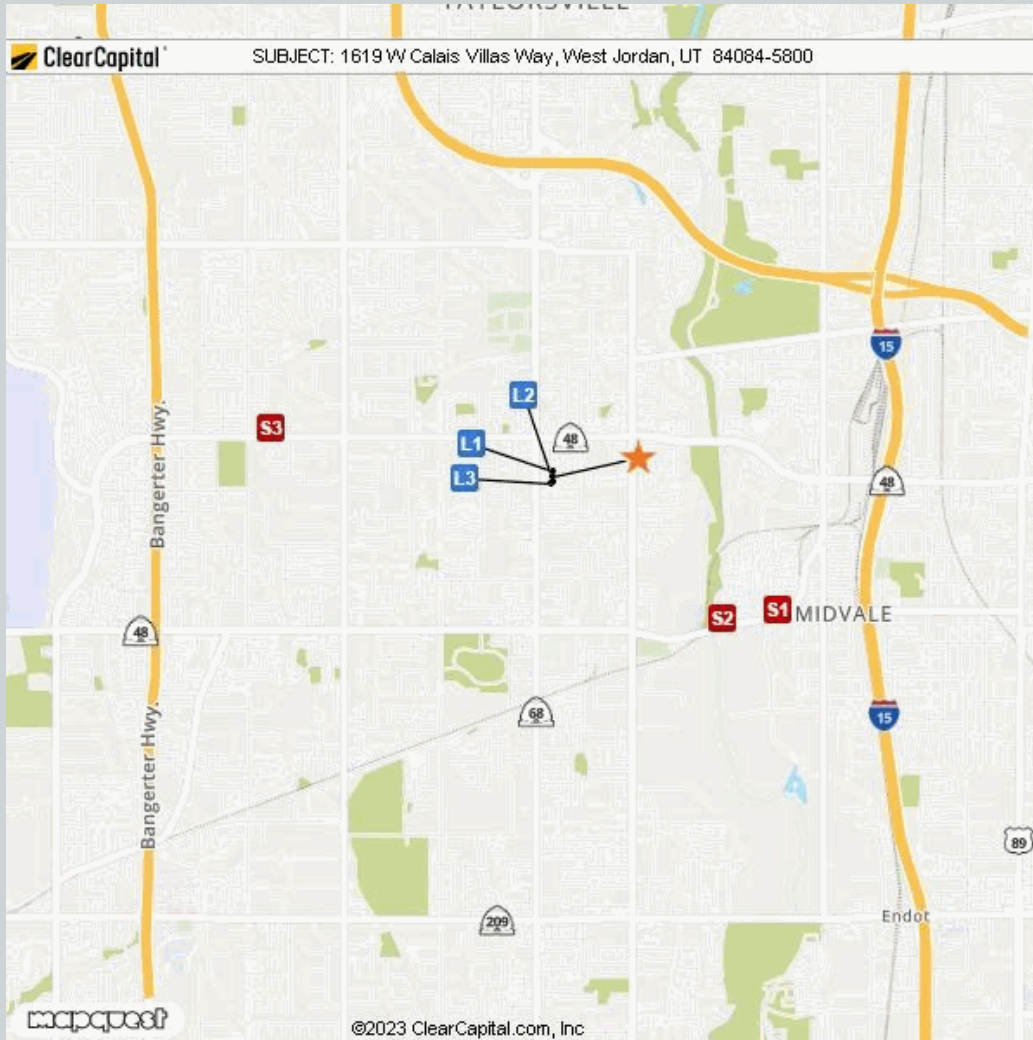 TAYLORSVILLE
ClearCapital
SUBJECT: 1619 W Calais Villas Way, West Jordan, UT 84084-5800
15
Bangerter Hwy.
L2
S3
L1
48
L3
48
S2
S1
MIDVALE
48
68
15
Bangerter Hwy.
89
209
Endot
mapquest
©2023 ClearCapital.com, Inc